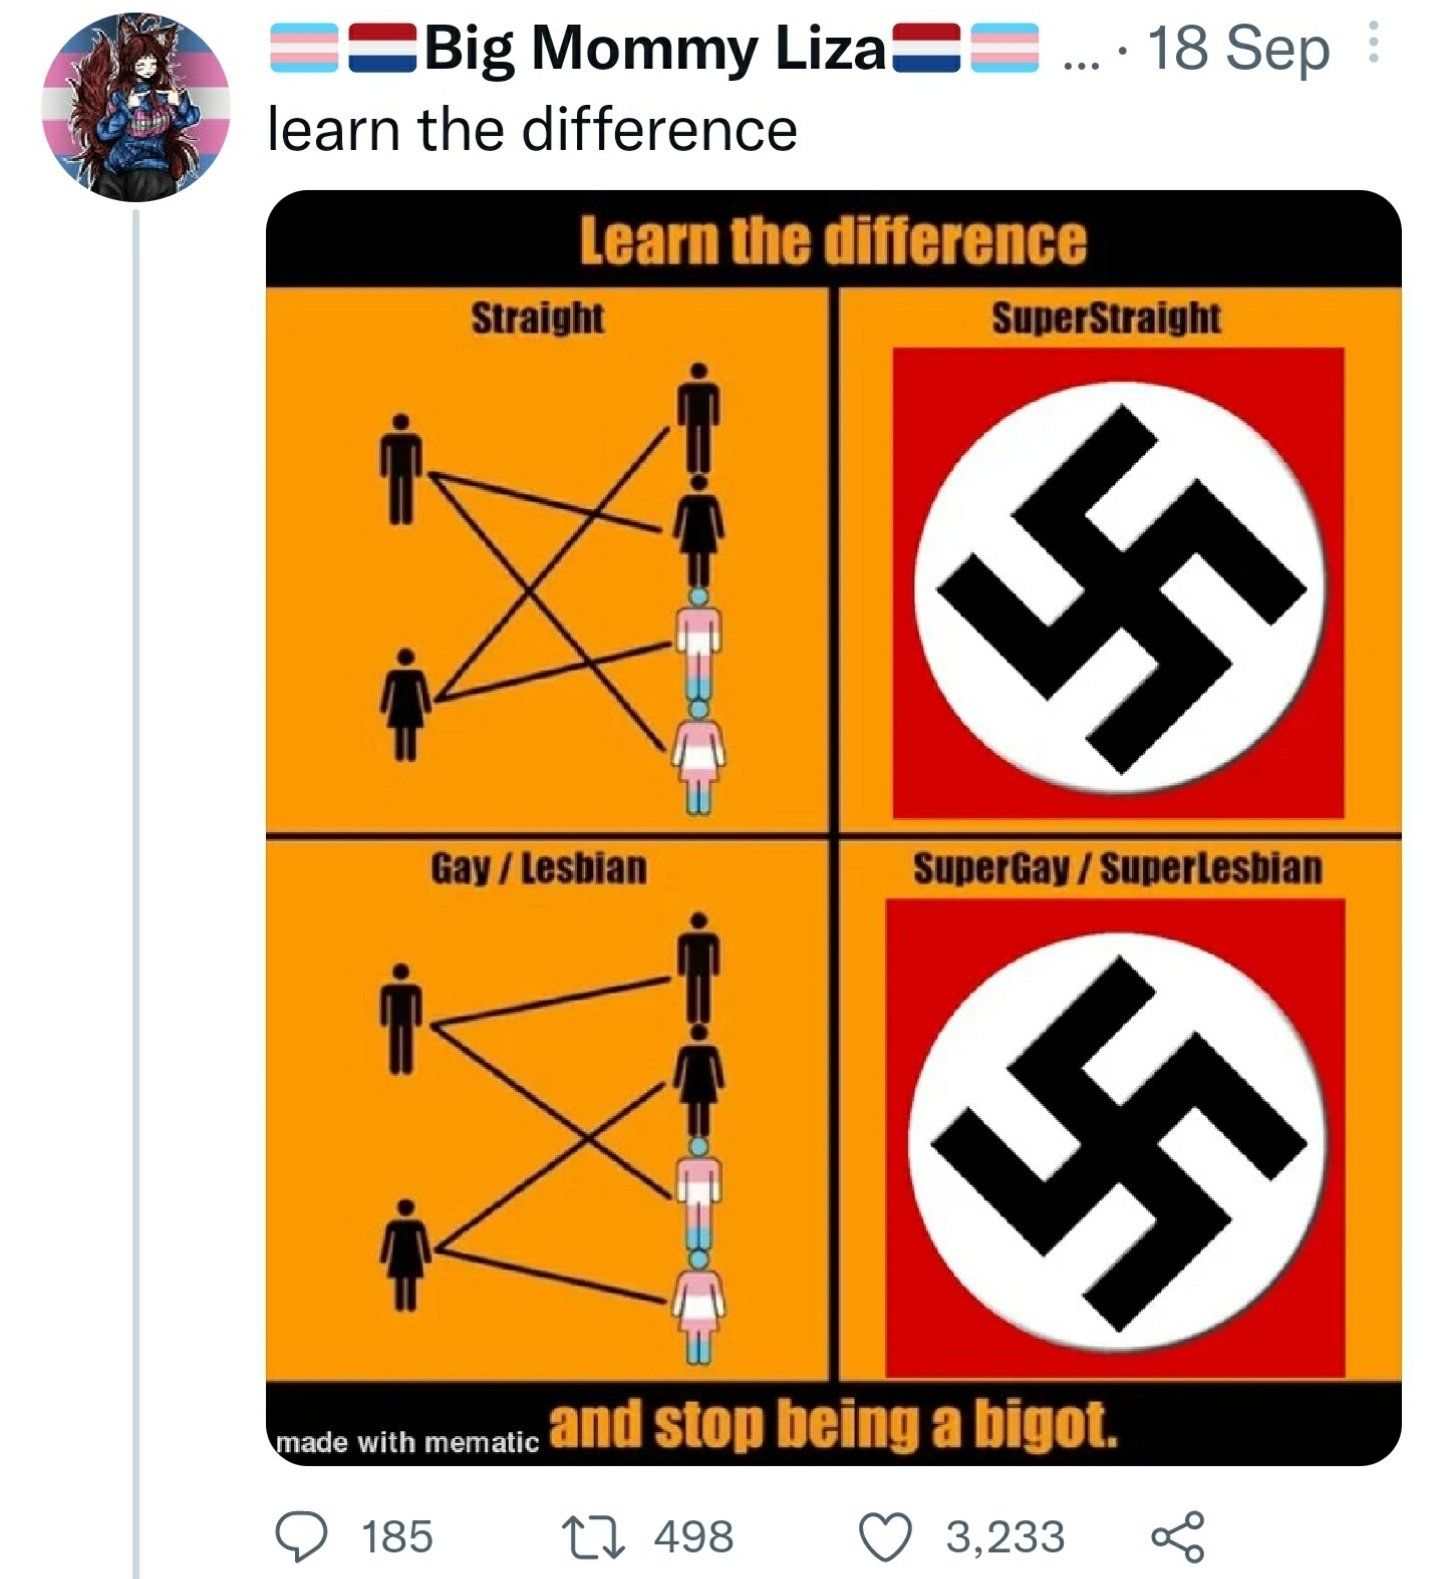 Big Mommy Liza ... · 18 Sep
learn the difference
Learn the difference
Straight
SuperStraight
Gay / Lesbian
SuperGay / SuperLesbian
and stop being a bigot.
made with mematic
185 498 3,233